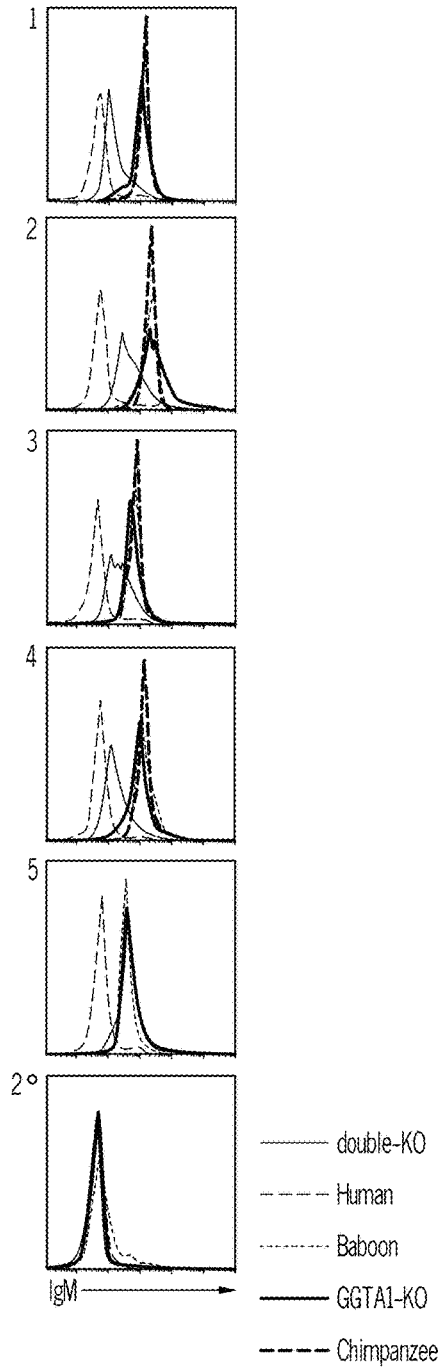 1
2
3
4
5
2°
IgM
double-KO
Human
Baboon
GGTA1-KO
Chimpanzee